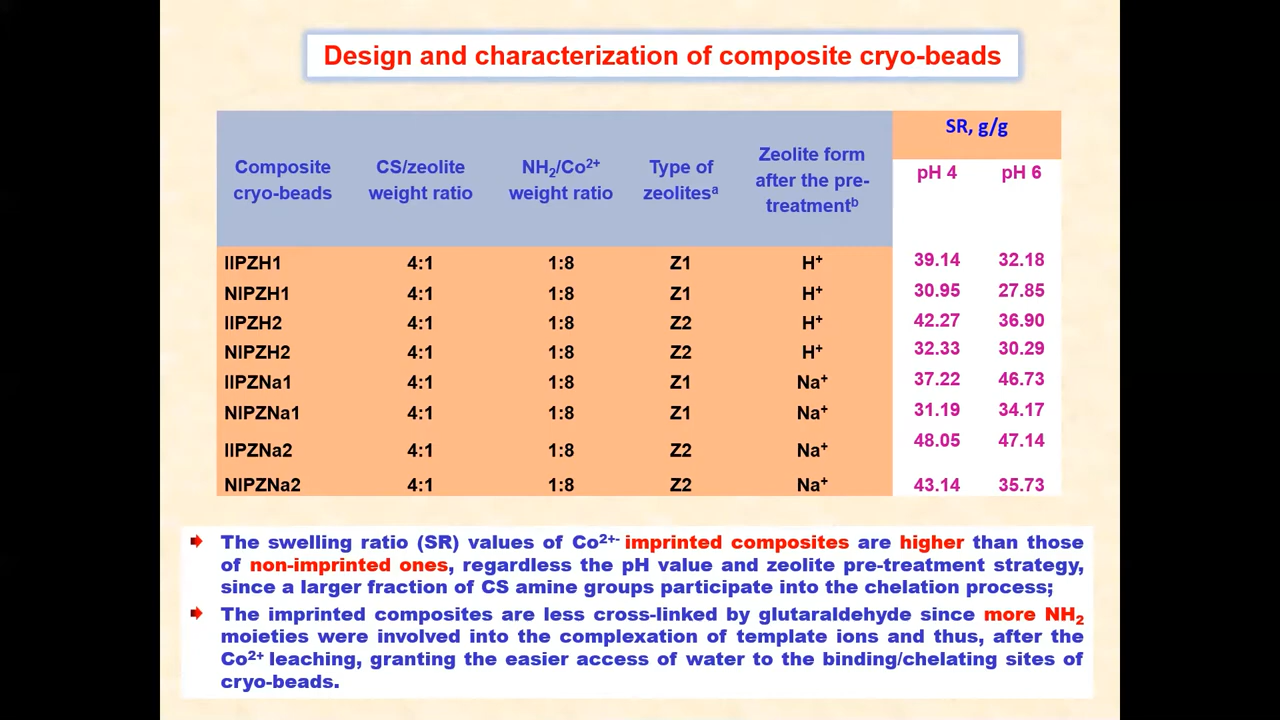 Design and characterization of composite cryo-beads
Composite cryo-beads CS/zeolite weight ratio NH₂/Co²⁺ weight ratio Type of zeolitesᵃ Zeolite form after the pre-treatmentᵇ SR, g/g
pH 4 pH 6
IIPZH1 4:1 1:8 Z1 H⁺ 39.14 32.18
NIPZH1 4:1 1:8 Z1 H⁺ 30.95 27.85
IIPZH2 4:1 1:8 Z2 H⁺ 42.27 36.90
NIPZH2 4:1 1:8 Z2 H⁺ 32.33 30.29
IIPZNa1 4:1 1:8 Z1 Na⁺ 37.22 46.73
NIPZNa1 4:1 1:8 Z1 Na⁺ 31.19 34.17
IIPZNa2 4:1 1:8 Z2 Na⁺ 48.05 47.14
NIPZNa2 4:1 1:8 Z2 Na⁺ 43.14 35.73
The swelling ratio (SR) values of Co²⁺- imprinted composites are higher than those
of non-imprinted ones, regardless the pH value and zeolite pre-treatment strategy,
since a larger fraction of CS amine groups participate into the chelation process;
The imprinted composites are less cross-linked by glutaraldehyde since more NH₂
moieties were involved into the complexation of template ions and thus, after the
Co²⁺ leaching, granting the easier access of water to the binding/chelating sites of
cryo-beads.